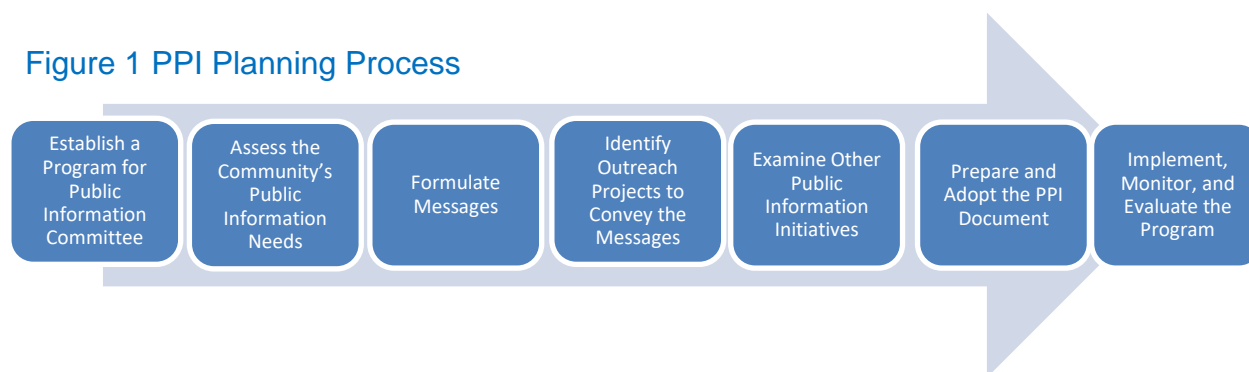 Figure 1 PPI Planning Process
Establish a
Program for
Public
Information
Committee
Assess the
Community's
Public
Information
Needs
Formulate
Messages
Identify
Outreach
Projects to
Convey the
Messages
Examine Other
Public
Information
Initiatives
Prepare and
Adopt the PPI
Document
Implement,
Monitor, and
Evaluate the
Program